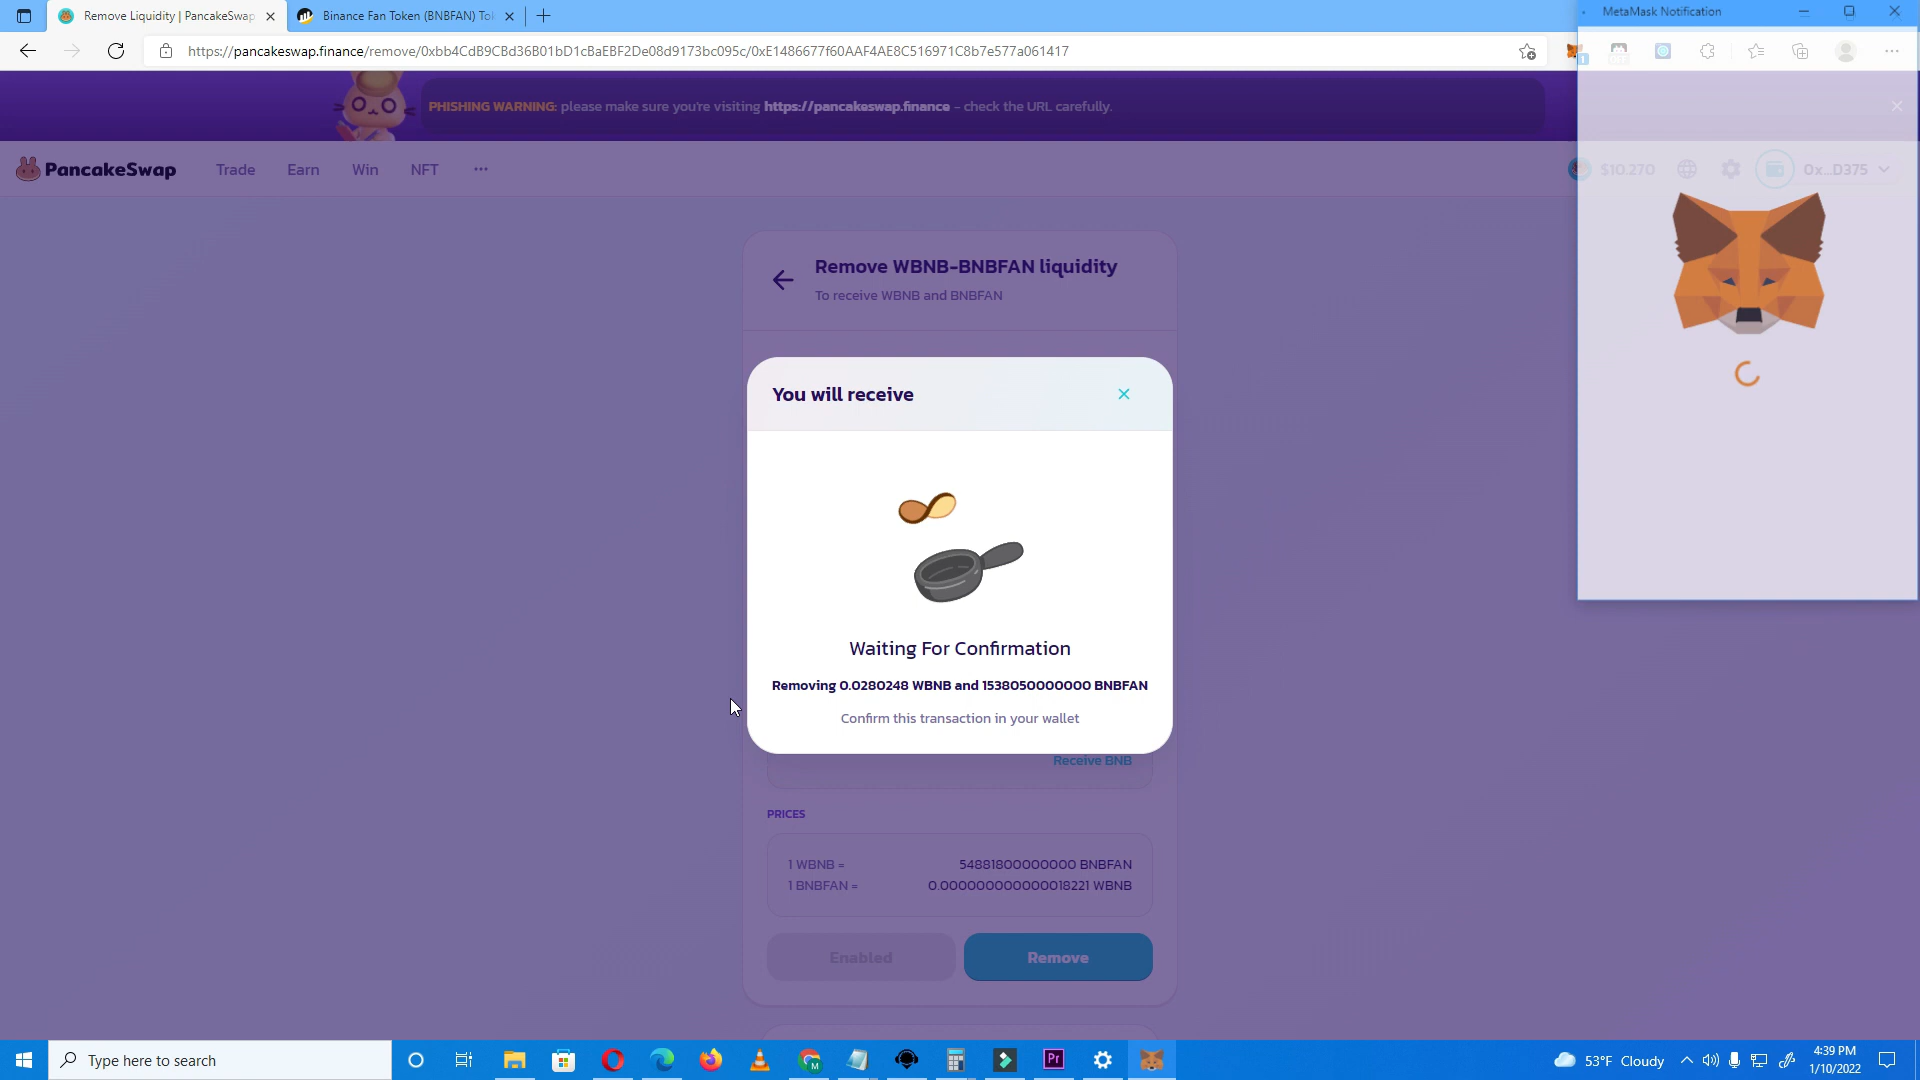 Remove Liquidity | PancakeSwap
Binance Fan Token (BNBFAN) Tok
MetaMask Notification
https://pancakeswap.finance/remove/0xbb4CdB9CBd36B01bD1cBaEBF2De08d9173bc095c/0xE1486677f60AAF4AE8C516971C8b7e577a061417
PHISHING WARNING: please make sure you're visiting https://pancakeswap.finance - check the URL carefully.
PancakeSwap
Trade
Earn
Win
NFT
$10.270
0x...D375
Remove WBNB-BNBFAN liquidity
To receive WBNB and BNBFAN
You will receive
Waiting For Confirmation
Removing 0.0280248 WBNB and 1538050000000 BNBFAN
Confirm this transaction in your wallet
Receive BNB
PRICES
1 WBNB =
54881800000000 BNBFAN
1 BNBFAN =
0.000000000000018221 WBNB
Enabled
Remove
Type here to search
M
Pr
53°F Cloudy
4:39 PM
1/10/2022